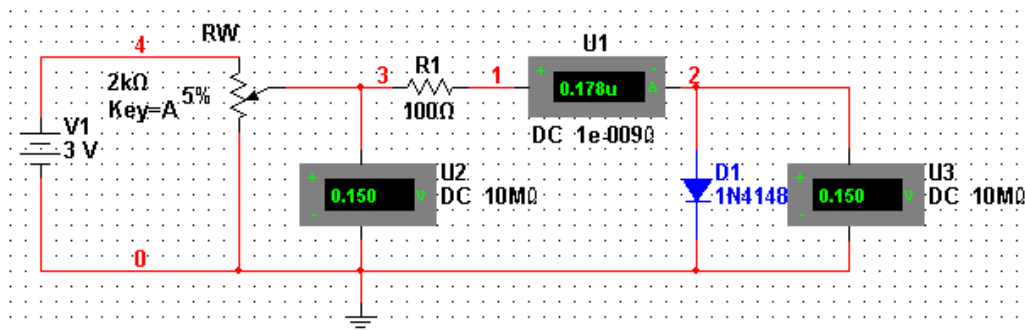 RW
4
2kΩ
Key=A
5%
V1
3 V
3
R1
100Ω
1
U1
+
-
0.178u
A
DC 1e-009Ω
2
U2
+
-
0.150
V
DC 10MΩ
D1
1N4148
U3
+
-
0.150
V
DC 10MΩ
0